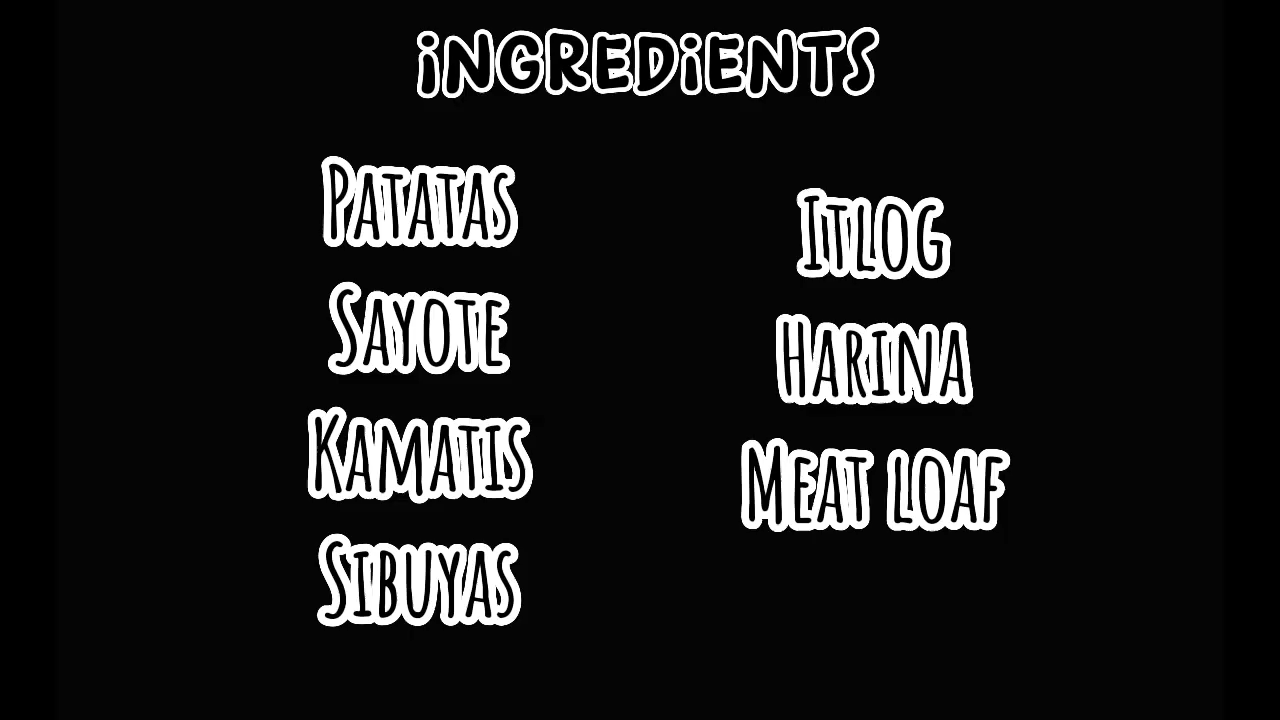 iNGREDiENTS
Patatas
Sayote
Kamatis
Sibuyas
Itlog
Harina
Meat loaf